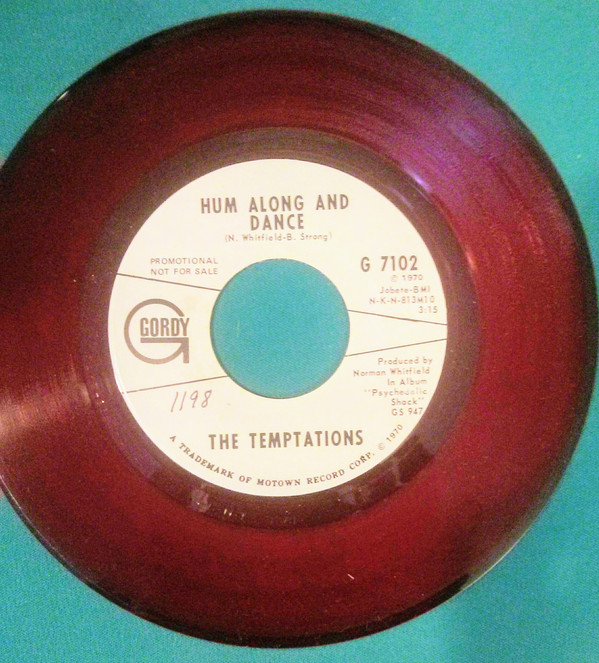 HUM ALONG AND
DANCE
(N. Whitfield-B. Strong)
PROMOTIONAL
NOT FOR SALE
G 7102
© 1970
Jobete-BMI
N-K-N-813M10
3:15
GORDY
Produced by
Norman Whitfield
In Album
"Psychedelic
Shack"
GS 947
1198
THE TEMPTATIONS
A TRADEMARK OF MOTOWN RECORD CORP. © 1970